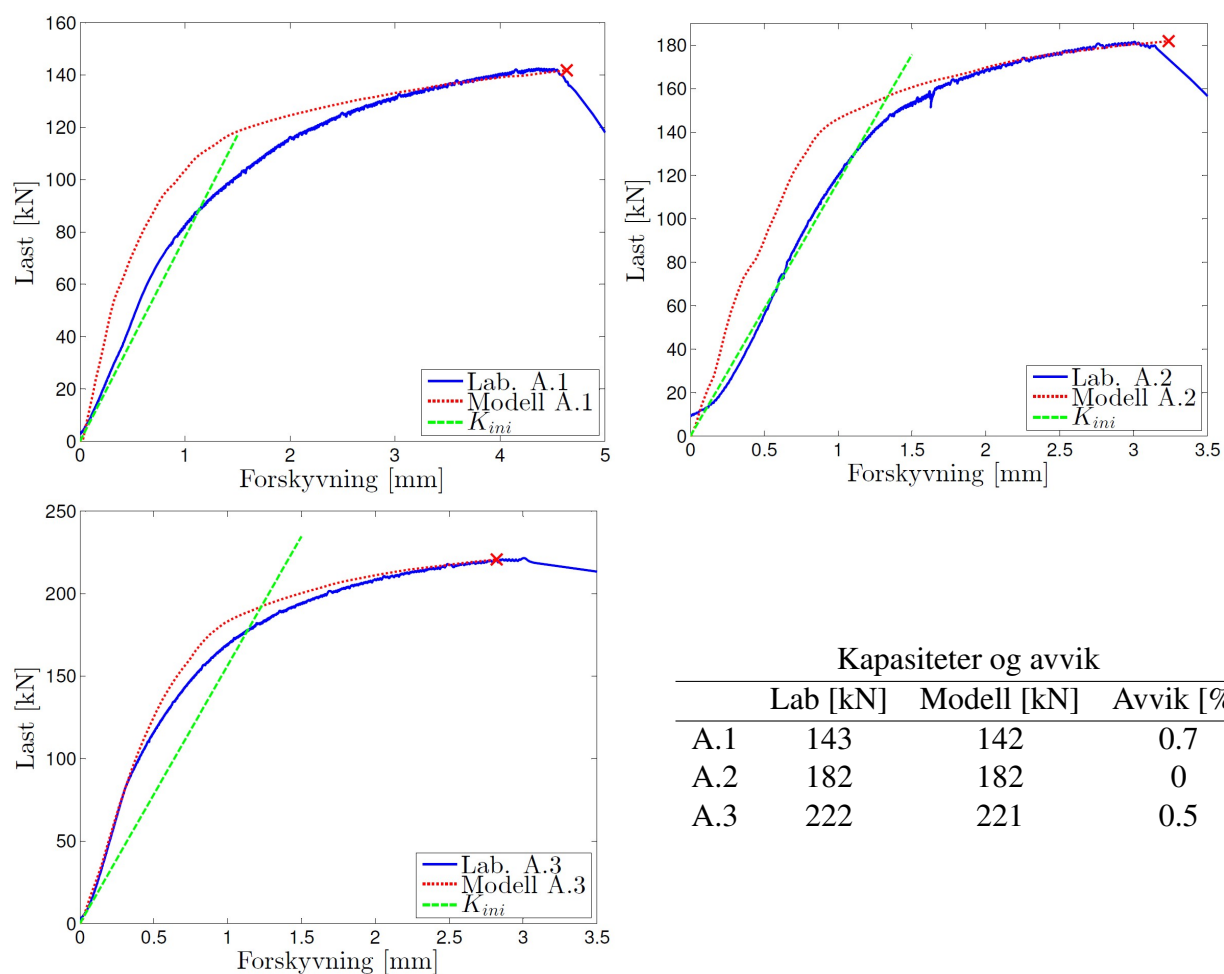 160
140
120
100
80
60
40
20
0
Last [kN]
Lab. A.1
Modell A.1
K_ini
0 1 2 3 4 5
Forskyvning [mm]
180
160
140
120
100
80
60
40
20
0
Last [kN]
Lab. A.2
Modell A.2
K_ini
0 0.5 1 1.5 2 2.5 3 3.5
Forskyvning [mm]
250
200
150
100
50
0
Last [kN]
Lab. A.3
Modell A.3
K_ini
0 0.5 1 1.5 2 2.5 3 3.5
Forskyvning [mm]
Kapasiteter og avvik
Lab [kN] Modell [kN] Avvik [%
A.1 143 142 0.7
A.2 182 182 0
A.3 222 221 0.5